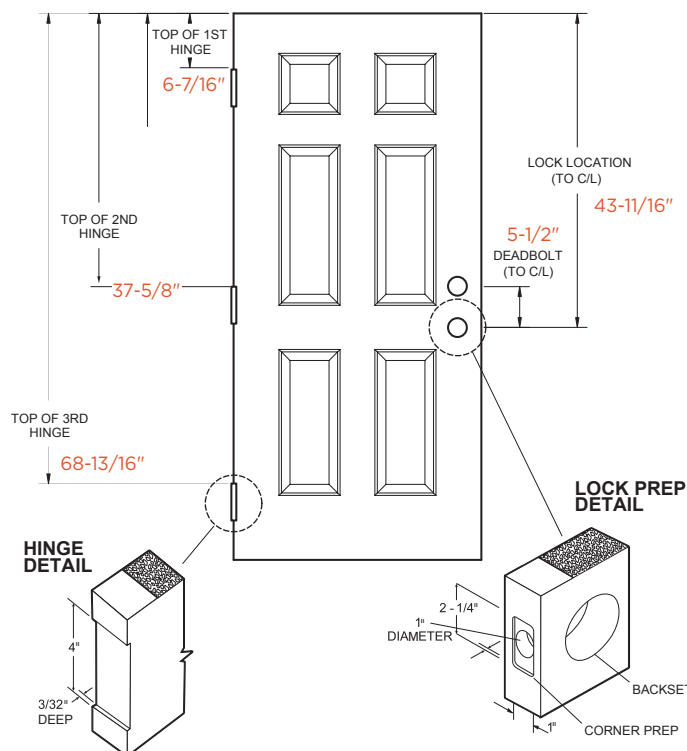 TOP OF 1ST
HINGE
6-7/16"
LOCK LOCATION
(TO C/L)
43-11/16"
TOP OF 2ND
HINGE
5-1/2"
DEADBOLT
(TO C/L)
37-5/8"
TOP OF 3RD
HINGE
68-13/16"
HINGE
DETAIL
4"
3/32"
DEEP
LOCK PREP
DETAIL
2 - 1/4"
1"
DIAMETER
BACKSET
CORNER PREP
1"